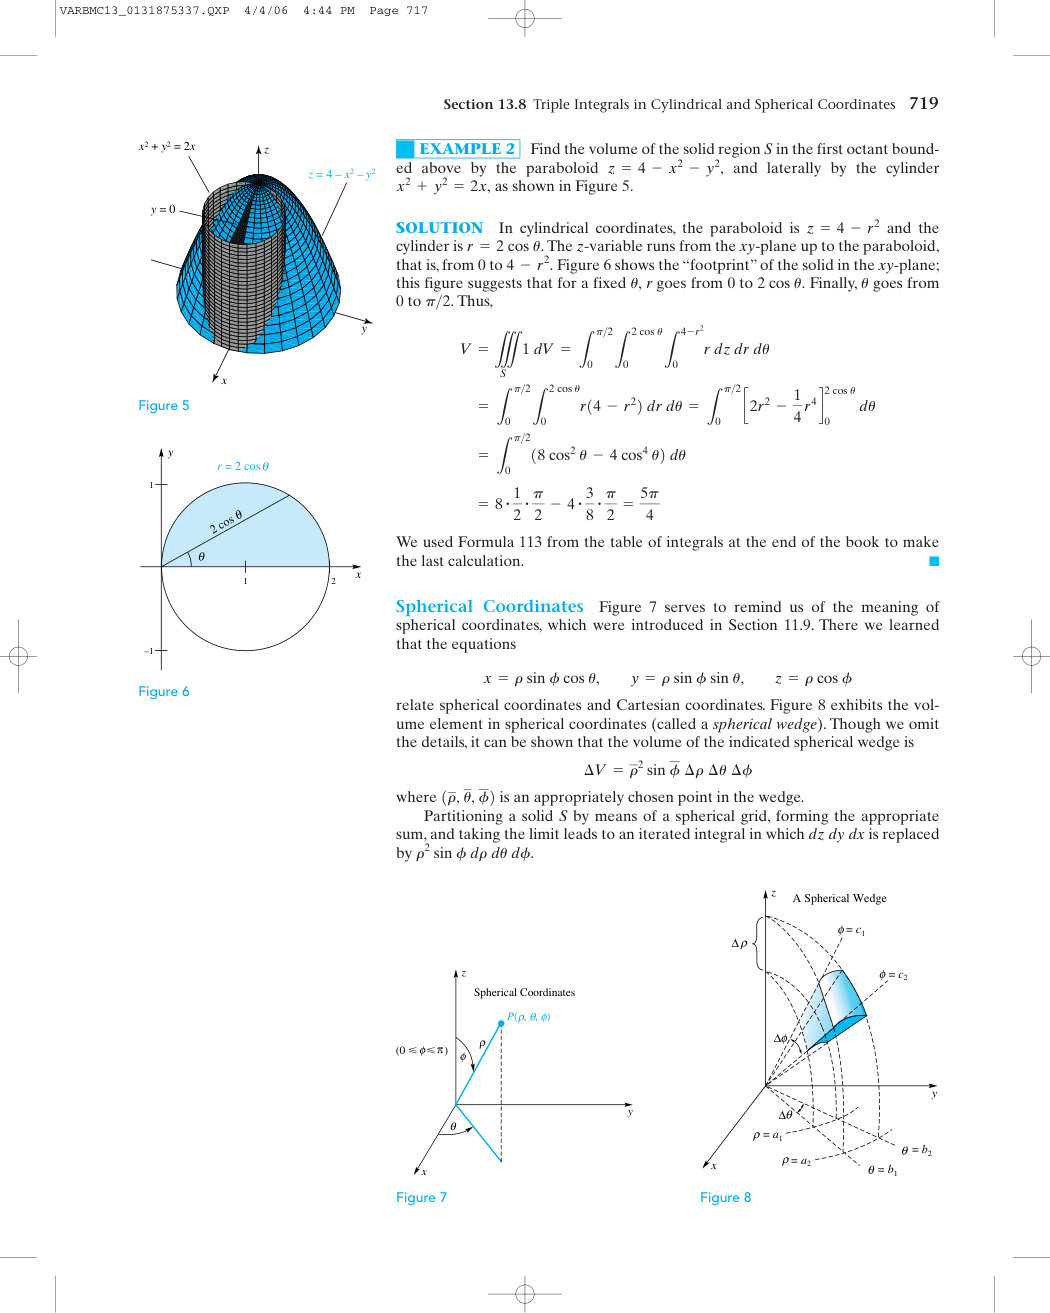 VARBMC13_0131875337.QXP 4/4/06 4:44 PM Page 717
Section 13.8 Triple Integrals in Cylindrical and Spherical Coordinates 719
x² + y² = 2x
z
z = 4 – x² – y²
y = 0
y
x
Figure 5
EXAMPLE 2 Find the volume of the solid region S in the first octant bound-
ed above by the paraboloid z = 4 − x² − y², and laterally by the cylinder
x² + y² = 2x, as shown in Figure 5.
SOLUTION In cylindrical coordinates, the paraboloid is z = 4 − r² and the
cylinder is r = 2 cos θ. The z-variable runs from the xy-plane up to the paraboloid,
that is, from 0 to 4 − r². Figure 6 shows the “footprint” of the solid in the xy-plane;
this figure suggests that for a fixed θ, r goes from 0 to 2 cos θ. Finally, θ goes from
0 to π/2. Thus,
V = ∭_S 1 dV = ∫_0^{π/2} ∫_0^{2 cos θ} ∫_0^{4−r²} r dz dr dθ
= ∫_0^{π/2} ∫_0^{2 cos θ} r(4 − r²) dr dθ = ∫_0^{π/2} [2r² − 1/4 r⁴]_0^{2 cos θ} dθ
= ∫_0^{π/2} (8 cos² θ − 4 cos⁴ θ) dθ
= 8 · 1/2 · π/2 − 4 · 3/8 · π/2 = 5π/4
We used Formula 113 from the table of integrals at the end of the book to make
the last calculation.
y
r = 2 cos θ
1
2 cos θ
θ
1
2
x
–1
Figure 6
Spherical Coordinates Figure 7 serves to remind us of the meaning of
spherical coordinates, which were introduced in Section 11.9. There we learned
that the equations
x = ρ sin ϕ cos θ, y = ρ sin ϕ sin θ, z = ρ cos ϕ
relate spherical coordinates and Cartesian coordinates. Figure 8 exhibits the vol-
ume element in spherical coordinates (called a spherical wedge). Though we omit
the details, it can be shown that the volume of the indicated spherical wedge is
ΔV = ρ̄² sin ϕ̄ Δρ Δθ Δϕ
where (ρ̄, θ̄, ϕ̄) is an appropriately chosen point in the wedge.
Partitioning a solid S by means of a spherical grid, forming the appropriate
sum, and taking the limit leads to an iterated integral in which dz dy dx is replaced
by ρ² sin ϕ dρ dθ dϕ.
z
Spherical Coordinates
P(ρ, θ, ϕ)
(0 ≤ ϕ ≤ π)
ϕ
ρ
y
θ
x
Figure 7
z
A Spherical Wedge
ϕ = c₁
Δρ
ϕ = c₂
Δϕ
y
Δθ
ρ = a₁
θ = b₂
ρ = a₂
x
θ = b₁
Figure 8